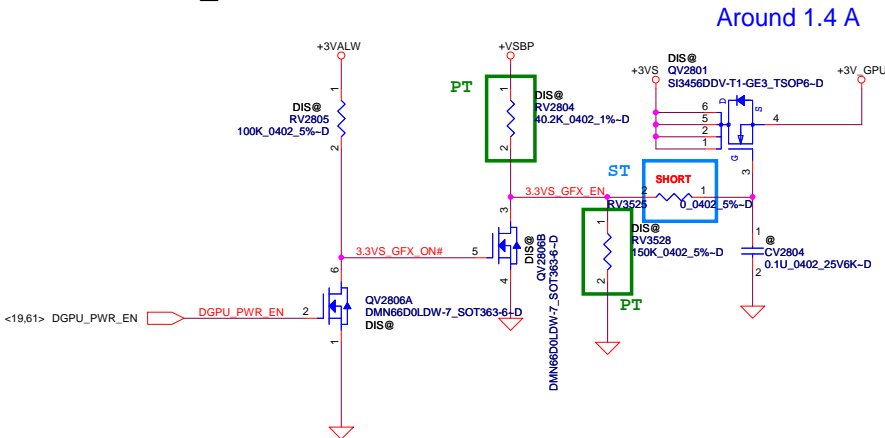 Around 1.4 A
+3VALW
+VSBP
+3VS
DIS@
QV2801
SI3456DDV-T1-GE3_TSOP6~D
+3V_GPU
PT
1
DIS@
RV2805
100K_0402_5%~D
2
1
DIS@
RV2804
40.2K_0402_1%~D
2
6
5
2
1
D
S
G
4
3
ST
SHORT
3.3VS_GFX_EN
2
1
RV3525
0_0402_5%~D
3.3VS_GFX_ON#
5
3
4
DIS@
QV2806B
DMN66D0LDW-7_SOT363-6~D
1
DIS@
RV3528
150K_0402_5%~D
2
PT
1
@
CV2804
0.1U_0402_25V6K~D
2
<19,61> DGPU_PWR_EN
DGPU_PWR_EN
2
6
1
QV2806A
DMN66D0LDW-7_SOT363-6~D
DIS@